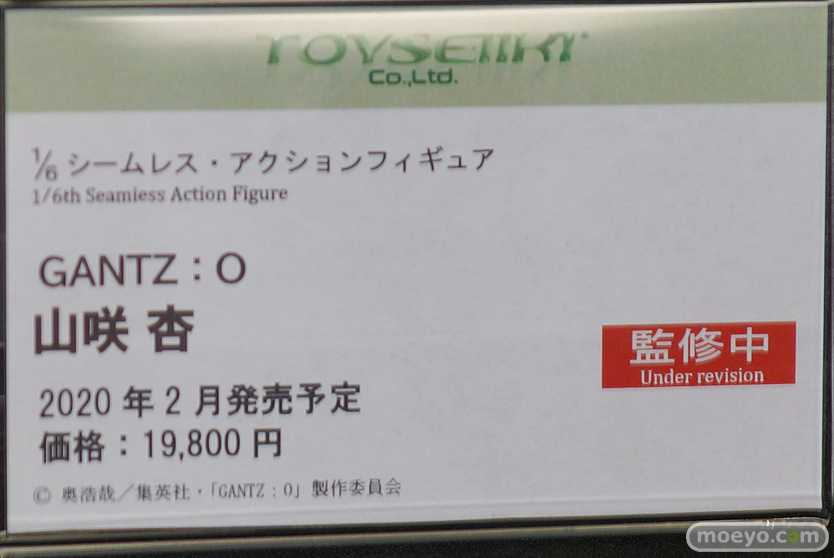 TOYSEIIKI
Co.,Ltd.
1/6 シームレス・アクションフィギュア
1/6th Seamiess Action Figure
GANTZ：O
山咲 杏
監修中
Under revision
2020 年 2 月発売予定
価格：19,800 円
© 奥浩哉／集英社・「GANTZ：O」製作委員会
moeyo.com